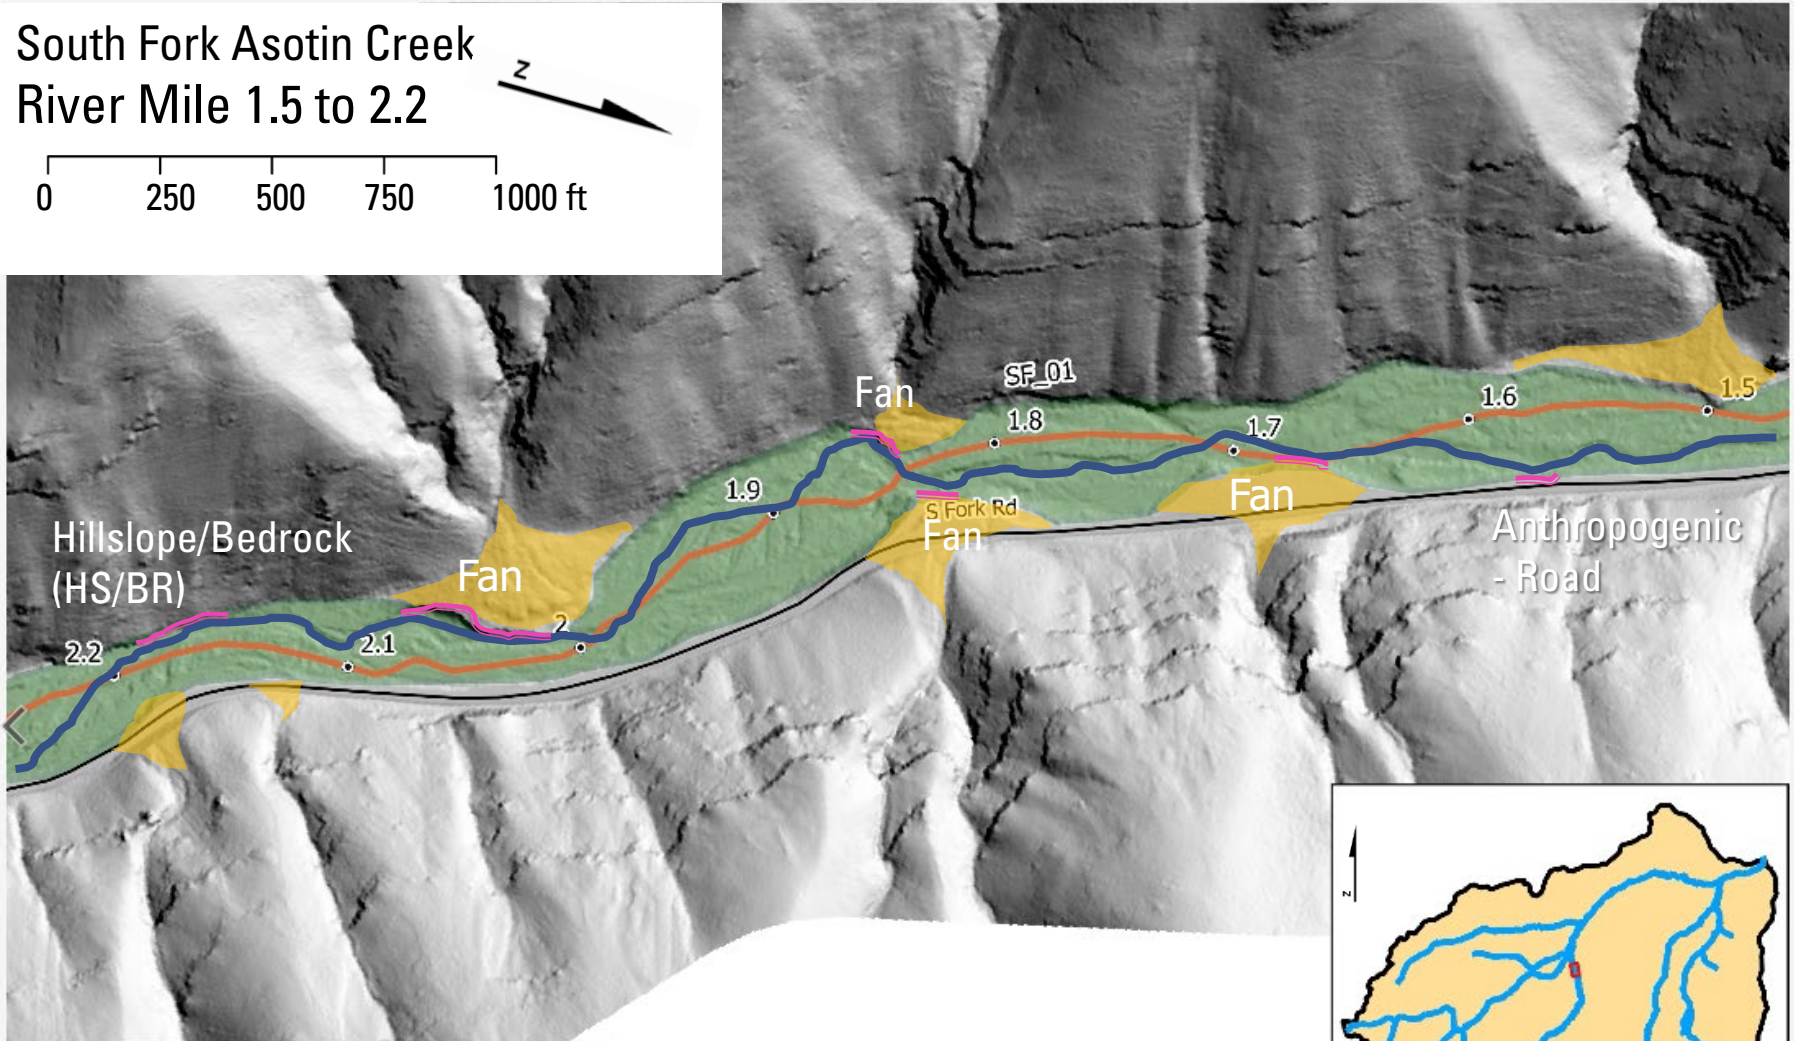 South Fork Asotin Creek
River Mile 1.5 to 2.2
N
0 250 500 750 1000 ft
SF_01
Fan
1.8
1.7
1.6
1.5
1.9
S Fork Rd
Fan
Fan
Anthropogenic
- Road
Hillslope/Bedrock
(HS/BR)
Fan
2
2.1
2.2
N